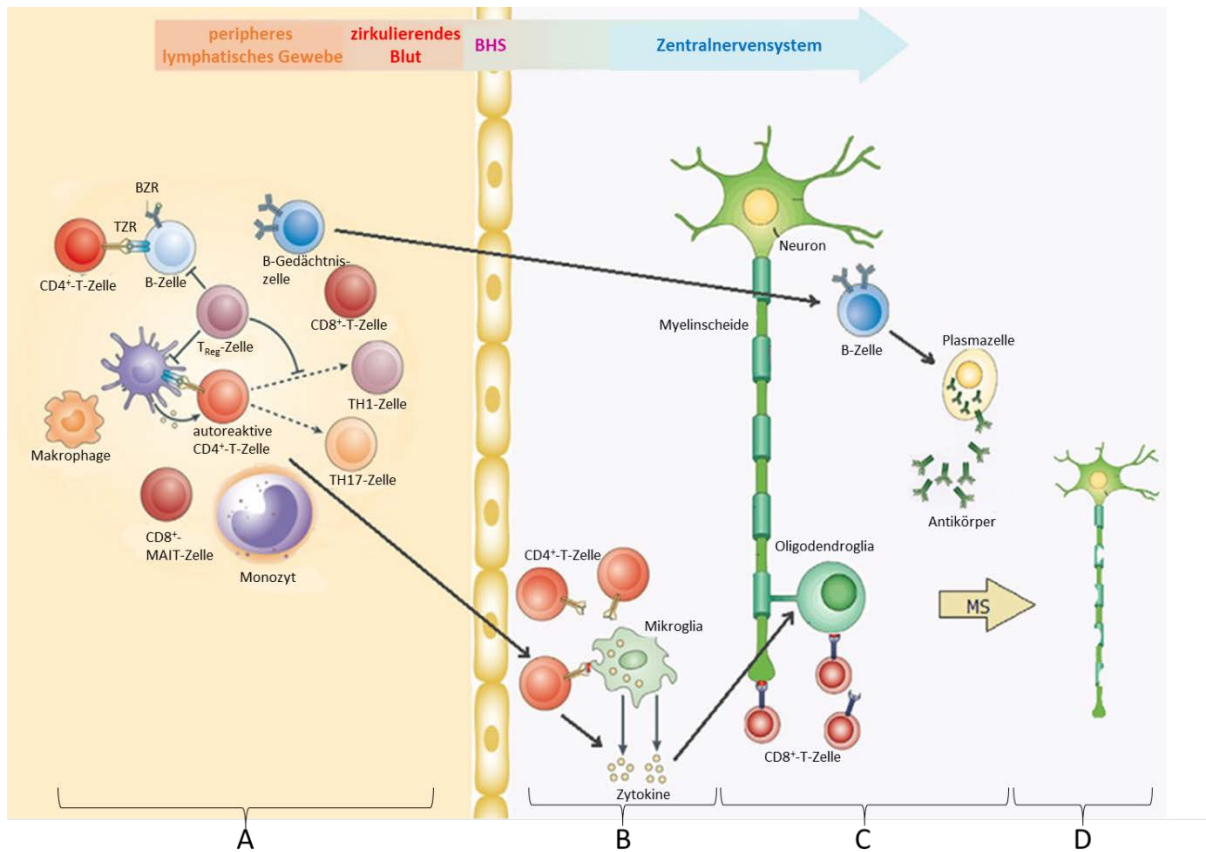 peripheres
lymphatisches Gewebe
zirkulierendes
Blut
BHS
Zentralnervensystem
BZR
TZR
CD4⁺-T-Zelle
B-Zelle
B-Gedächtnis-
zelle
CD8⁺-T-Zelle
T_Reg-Zelle
TH1-Zelle
Makrophage
autoreaktive
CD4⁺-T-Zelle
TH17-Zelle
CD8⁺-
MAIT-Zelle
Monozyt
CD4⁺-T-Zelle
Mikroglia
Zytokine
Neuron
Myelinscheide
B-Zelle
Plasmazelle
Antikörper
Oligodendroglia
CD8⁺-T-Zelle
MS
A
B
C
D